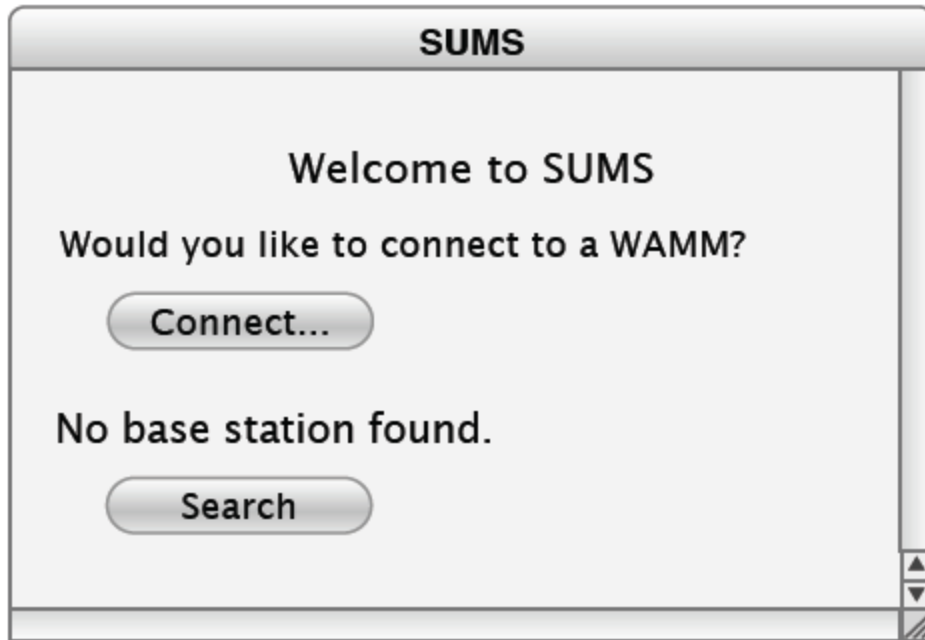 SUMS
Welcome to SUMS
Would you like to connect to a WAMM?
Connect...
No base station found.
Search